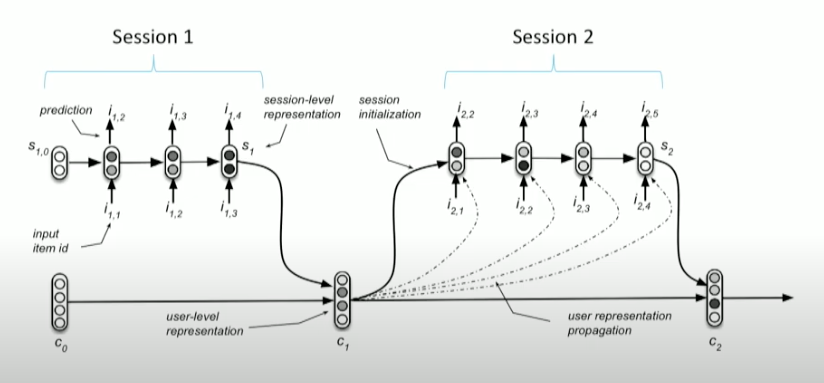 Session 1
Session 2
prediction
i1,2
i1,3
i1,4
session-level
representation
session
initialization
i2,2
i2,3
i2,4
i2,5
s1,0
s1
s2
i1,1
i1,2
i1,3
i2,1
i2,2
i2,3
i2,4
input
item id
user-level
representation
user representation
propagation
c0
c1
c2